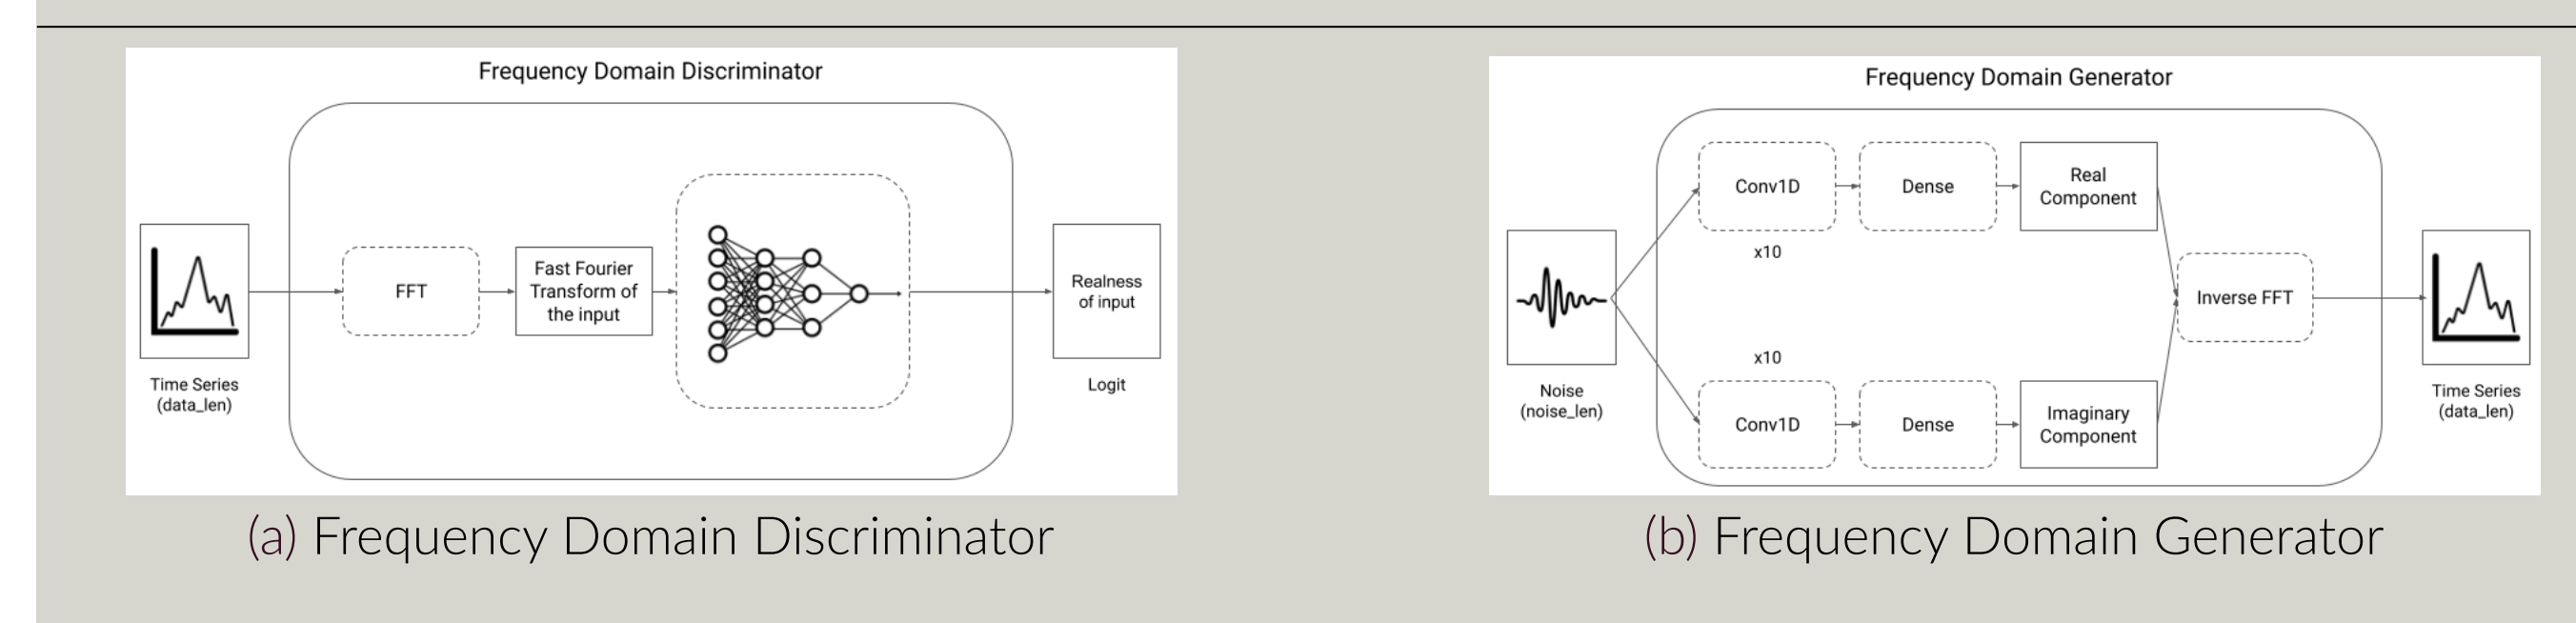 Frequency Domain Discriminator
FFT
Fast Fourier
Transform of
the input
Realness
of input
Time Series
(data_len)
Logit
(a) Frequency Domain Discriminator
Frequency Domain Generator
Conv1D
Dense
Real
Component
x10
Noise
(noise_len)
x10
Conv1D
Dense
Imaginary
Component
Inverse FFT
Time Series
(data_len)
(b) Frequency Domain Generator